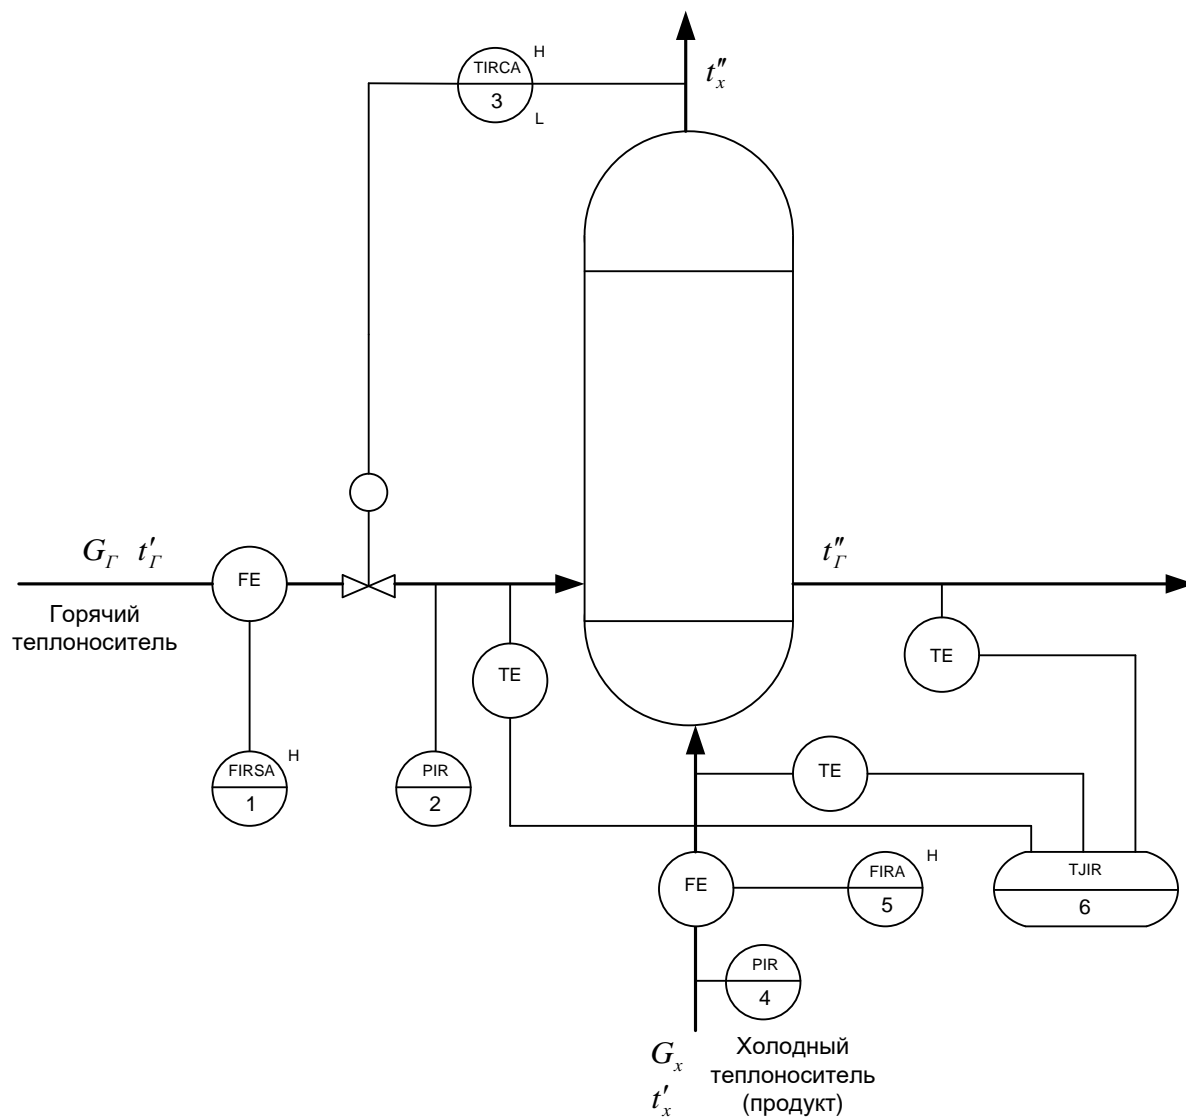 TIRCA
3
H
L
t″x
GГ t′Г
Горячий
теплоноситель
FE
t″Г
TE
TE
FIRSA
1
H
PIR
2
TE
FE
FIRA
5
H
TJIR
6
PIR
4
Gx
t′x
Холодный
теплоноситель
(продукт)